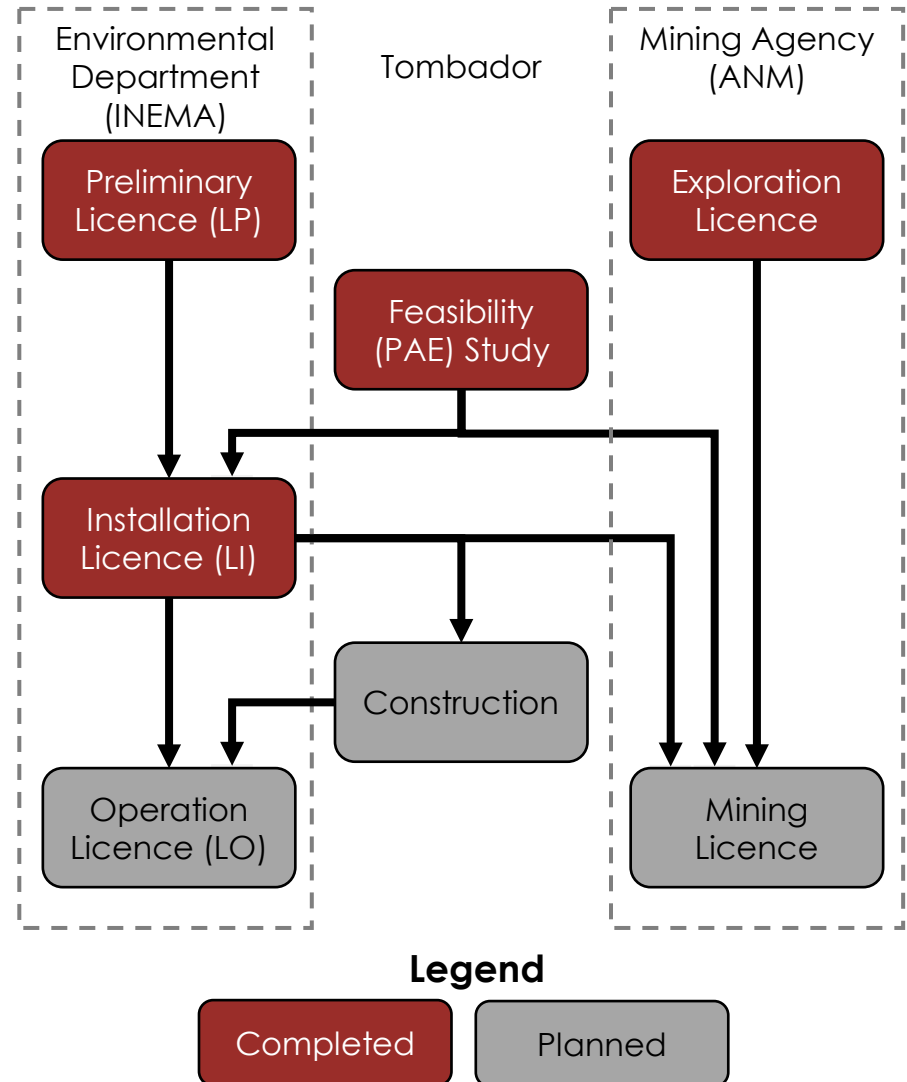 Environmental
Department
(INEMA)
Tombador
Mining Agency
(ANM)
Preliminary
Licence (LP)
Exploration
Licence
Feasibility
(PAE) Study
Installation
Licence (LI)
Construction
Operation
Licence (LO)
Mining
Licence
Legend
Completed
Planned